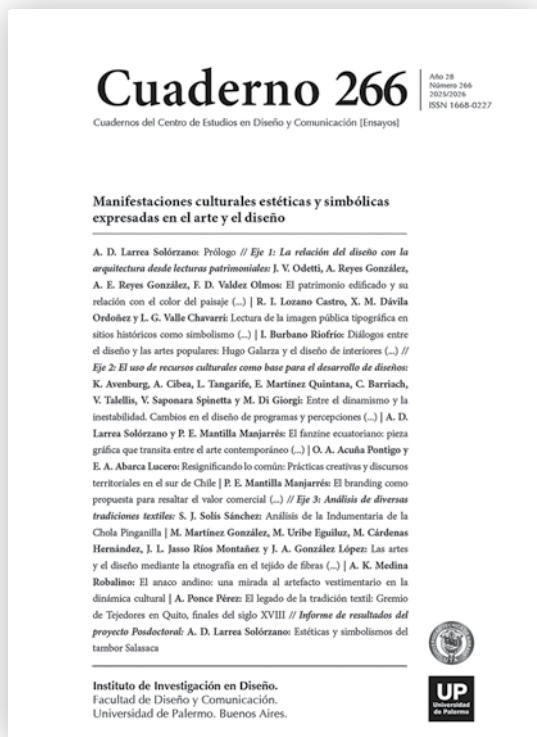 Cuaderno 266
Año 28
Número 266
2025/2026
ISSN 1668-0227
Cuadernos del Centro de Estudios en Diseño y Comunicación [Ensayos]
Manifestaciones culturales estéticas y simbólicas
expresadas en el arte y el diseño
A. D. Larrea Solórzano: Prólogo // Eje 1: La relación del diseño con la
arquitectura desde lecturas patrimoniales: J. V. Odetti, A. Reyes González,
A. E. Reyes González, F. D. Valdez Olmos: El patrimonio edificado y su
relación con el color del paisaje (...) | R. I. Lozano Castro, X. M. Dávila
Ordoñez y L. G. Valle Chavarrí: Lectura de la imagen pública tipográfica en
sitios históricos como simbolismo (...) | I. Burbano Riofrío: Diálogos entre
el diseño y las artes populares: Hugo Galarza y el diseño de interiores (...) //
Eje 2: El uso de recursos culturales como base para el desarrollo de diseños:
K. Avenburg, A. Cibea, L. Tangarife, E. Martínez Quintana, C. Barriach,
V. Talellis, V. Saponara Spinetta y M. Di Giorgi: Entre el dinamismo y la
inestabilidad. Cambios en el diseño de programas y percepciones (...) | A. D.
Larrea Solórzano y P. E. Mantilla Manjarrés: El fanzine ecuatoriano: pieza
gráfica que transita entre el arte contemporáneo (...) | O. A. Acuña Pontigo y
E. A. Abarca Lucero: Resignificando lo común: Prácticas creativas y discursos
territoriales en el sur de Chile | P. E. Mantilla Manjarrés: El branding como
propuesta para resaltar el valor comercial (...) // Eje 3: Análisis de diversas
tradiciones textiles: S. J. Solís Sánchez: Análisis de la Indumentaria de la
Chola Pinganilla | M. Martínez González, M. Uribe Eguiluz, M. Cárdenas
Hernández, J. L. Jasso Ríos Montañez y J. A. González López: Las artes
y el diseño mediante la etnografía en el tejido de fibras (...) | A. K. Medina
Robalino: El anaco andino: una mirada al artefacto vestimentario en la
dinámica cultural | A. Ponce Pérez: El legado de la tradición textil: Gremio
de Tejedores en Quito, finales del siglo XVIII // Informe de resultados del
proyecto Posdoctoral: A. D. Larrea Solórzano: Estéticas y simbolismos del
tambor Salasaca
Instituto de Investigación en Diseño.
Facultad de Diseño y Comunicación.
Universidad de Palermo. Buenos Aires.
UP
Universidad
de Palermo